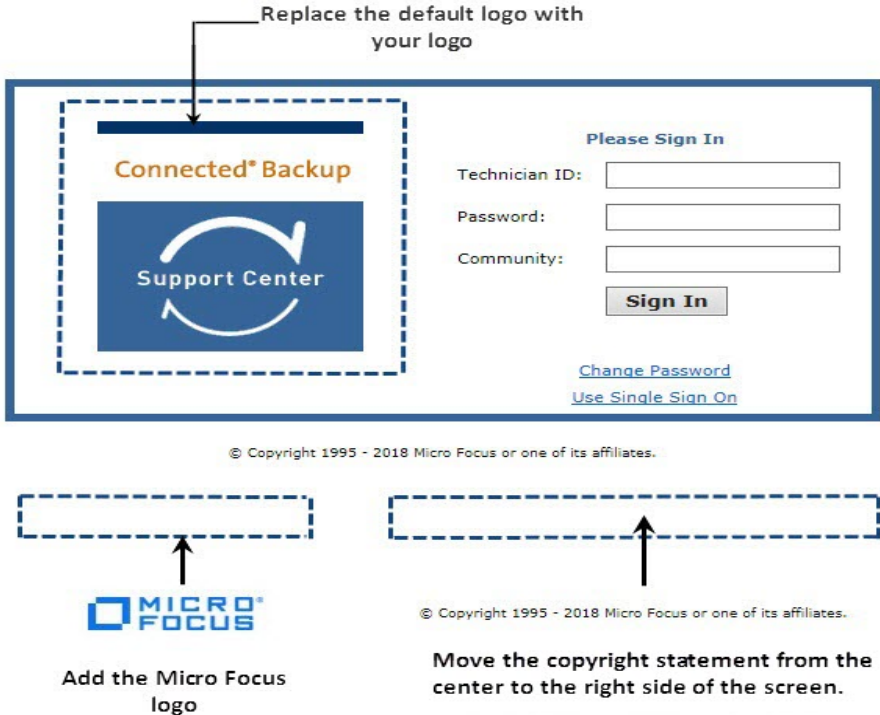 Replace the default logo with
your logo
Connected® Backup
Support Center
Please Sign In
Technician ID:
Password:
Community:
Sign In
Change Password
Use Single Sign On
© Copyright 1995 - 2018 Micro Focus or one of its affiliates.
MICRO®
FOCUS
Add the Micro Focus
logo
© Copyright 1995 - 2018 Micro Focus or one of its affiliates.
Move the copyright statement from the
center to the right side of the screen.